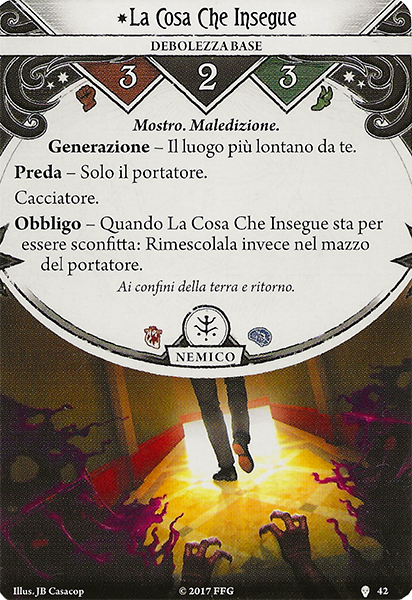 *La Cosa Che Insegue
DEBOLEZZA BASE
3 2 3
Mostro. Maledizione.
Generazione – Il luogo più lontano da te.
Preda – Solo il portatore.
Cacciatore.
Obbligo – Quando La Cosa Che Insegue sta per
essere sconfitta: Rimescolala invece nel mazzo
del portatore.
Ai confini della terra e ritorno.
NEMICO
Illus. JB Casacop
© 2017 FFG
42